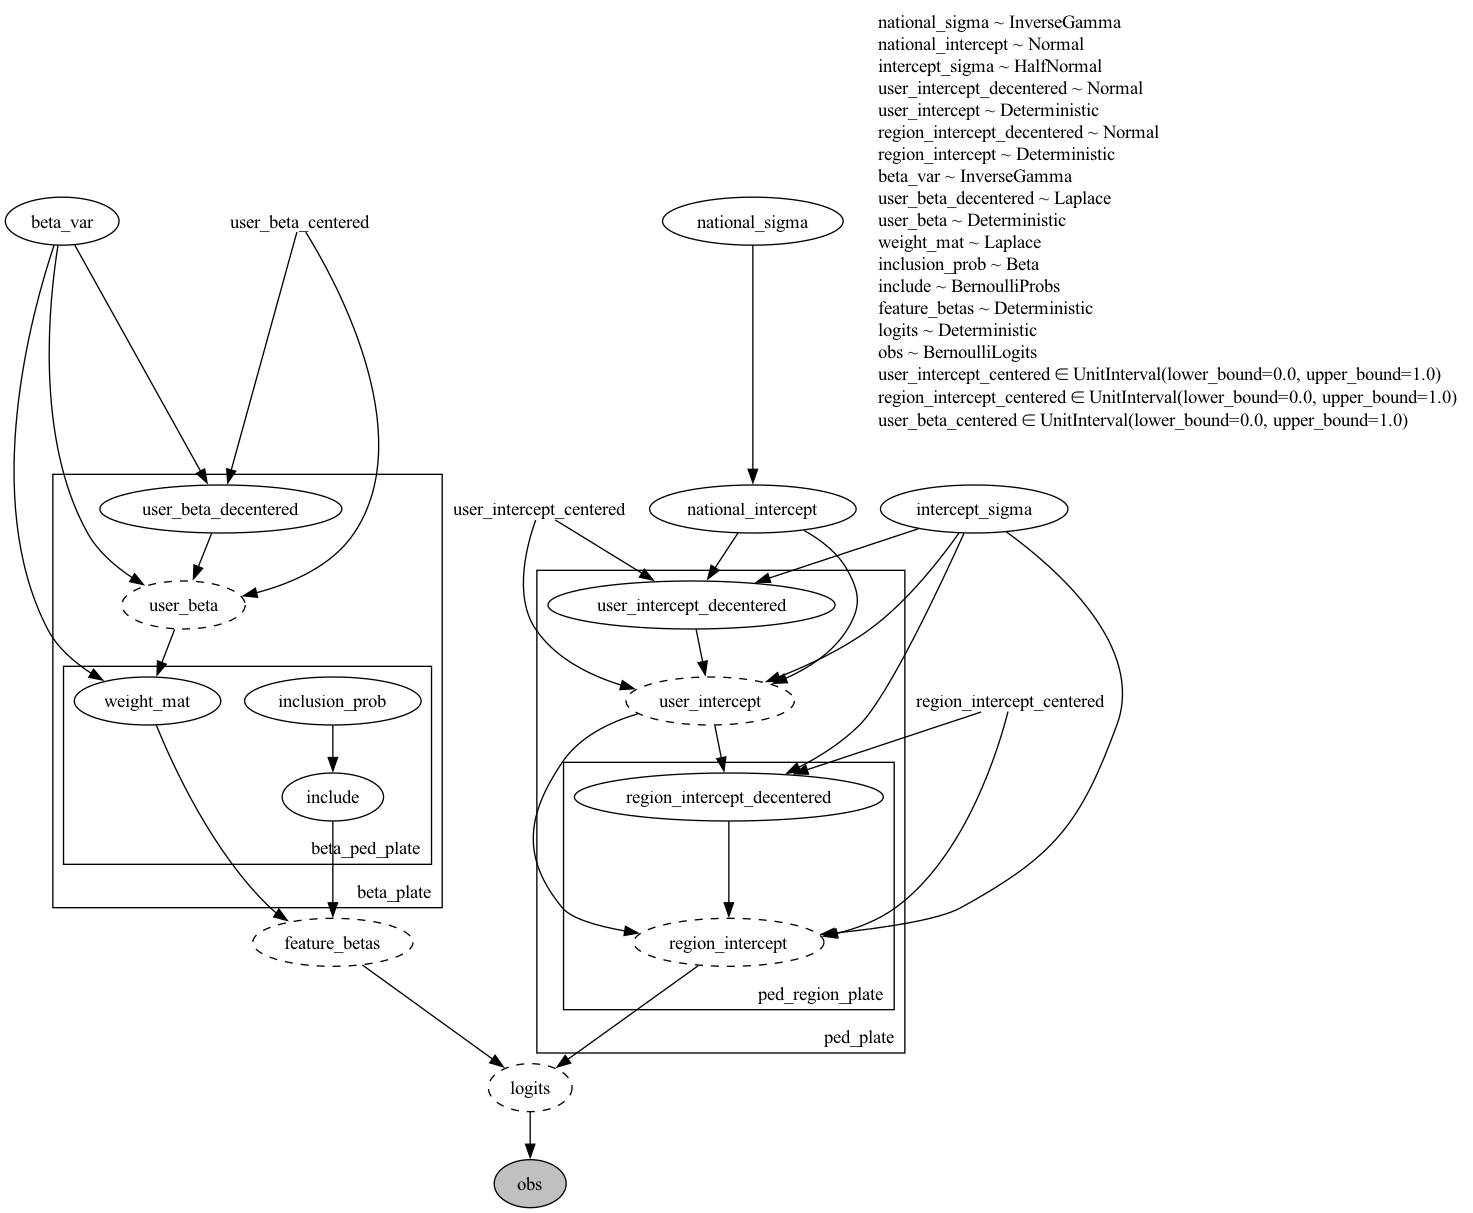 national_sigma ~ InverseGamma
national_intercept ~ Normal
intercept_sigma ~ HalfNormal
user_intercept_decentered ~ Normal
user_intercept ~ Deterministic
region_intercept_decentered ~ Normal
region_intercept ~ Deterministic
beta_var ~ InverseGamma
user_beta_decentered ~ Laplace
user_beta ~ Deterministic
weight_mat ~ Laplace
inclusion_prob ~ Beta
include ~ BernoulliProbs
feature_betas ~ Deterministic
logits ~ Deterministic
obs ~ BernoulliLogits
user_intercept_centered ∈ UnitInterval(lower_bound=0.0, upper_bound=1.0)
region_intercept_centered ∈ UnitInterval(lower_bound=0.0, upper_bound=1.0)
user_beta_centered ∈ UnitInterval(lower_bound=0.0, upper_bound=1.0)
beta_var
user_beta_centered
national_sigma
user_beta_decentered
user_intercept_centered
national_intercept
intercept_sigma
user_beta
user_intercept_decentered
weight_mat
inclusion_prob
user_intercept
region_intercept_centered
include
region_intercept_decentered
beta_ped_plate
beta_plate
feature_betas
region_intercept
ped_region_plate
ped_plate
logits
obs